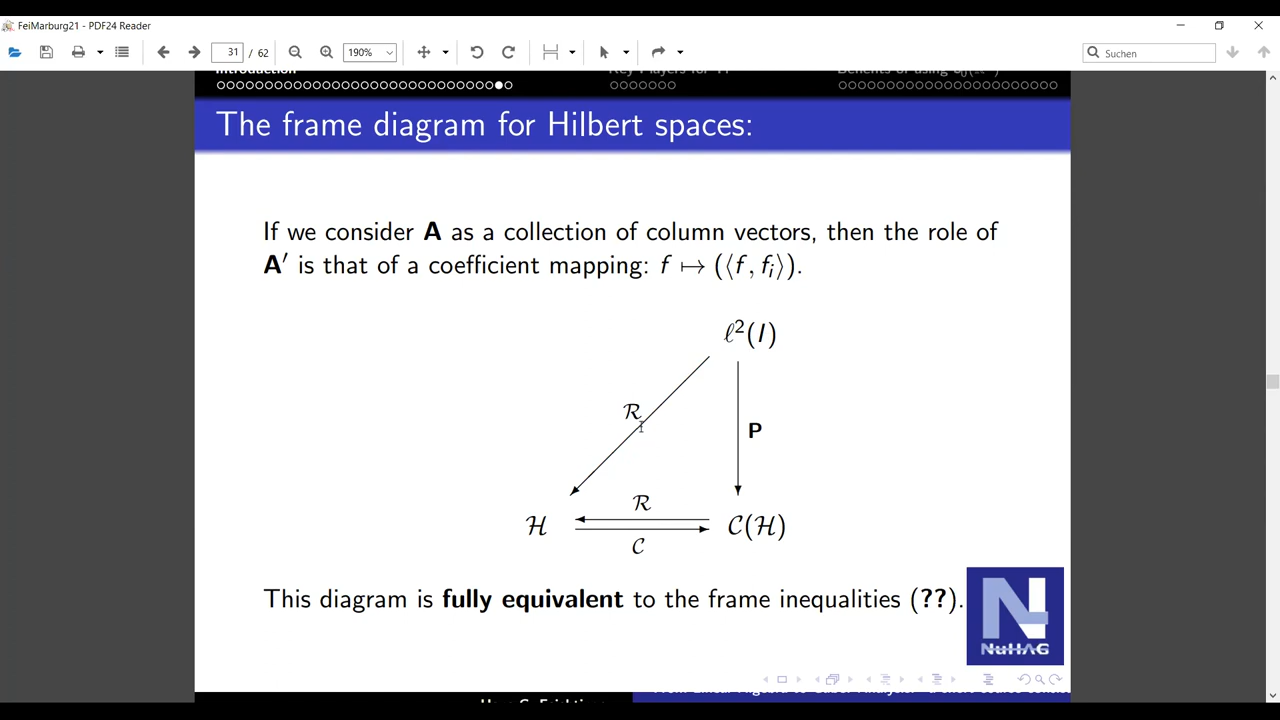 FeiMarburg21 - PDF24 Reader
31 / 62
190%
Suchen
Introduction
The frame diagram for Hilbert spaces:
If we consider A as a collection of column vectors, then the role of
A′ is that of a coefficient mapping: f ↦ (⟨f, fᵢ⟩).
ℓ²(I)
R
P
H
R
C
C(H)
This diagram is fully equivalent to the frame inequalities (??).
N
NuHAG